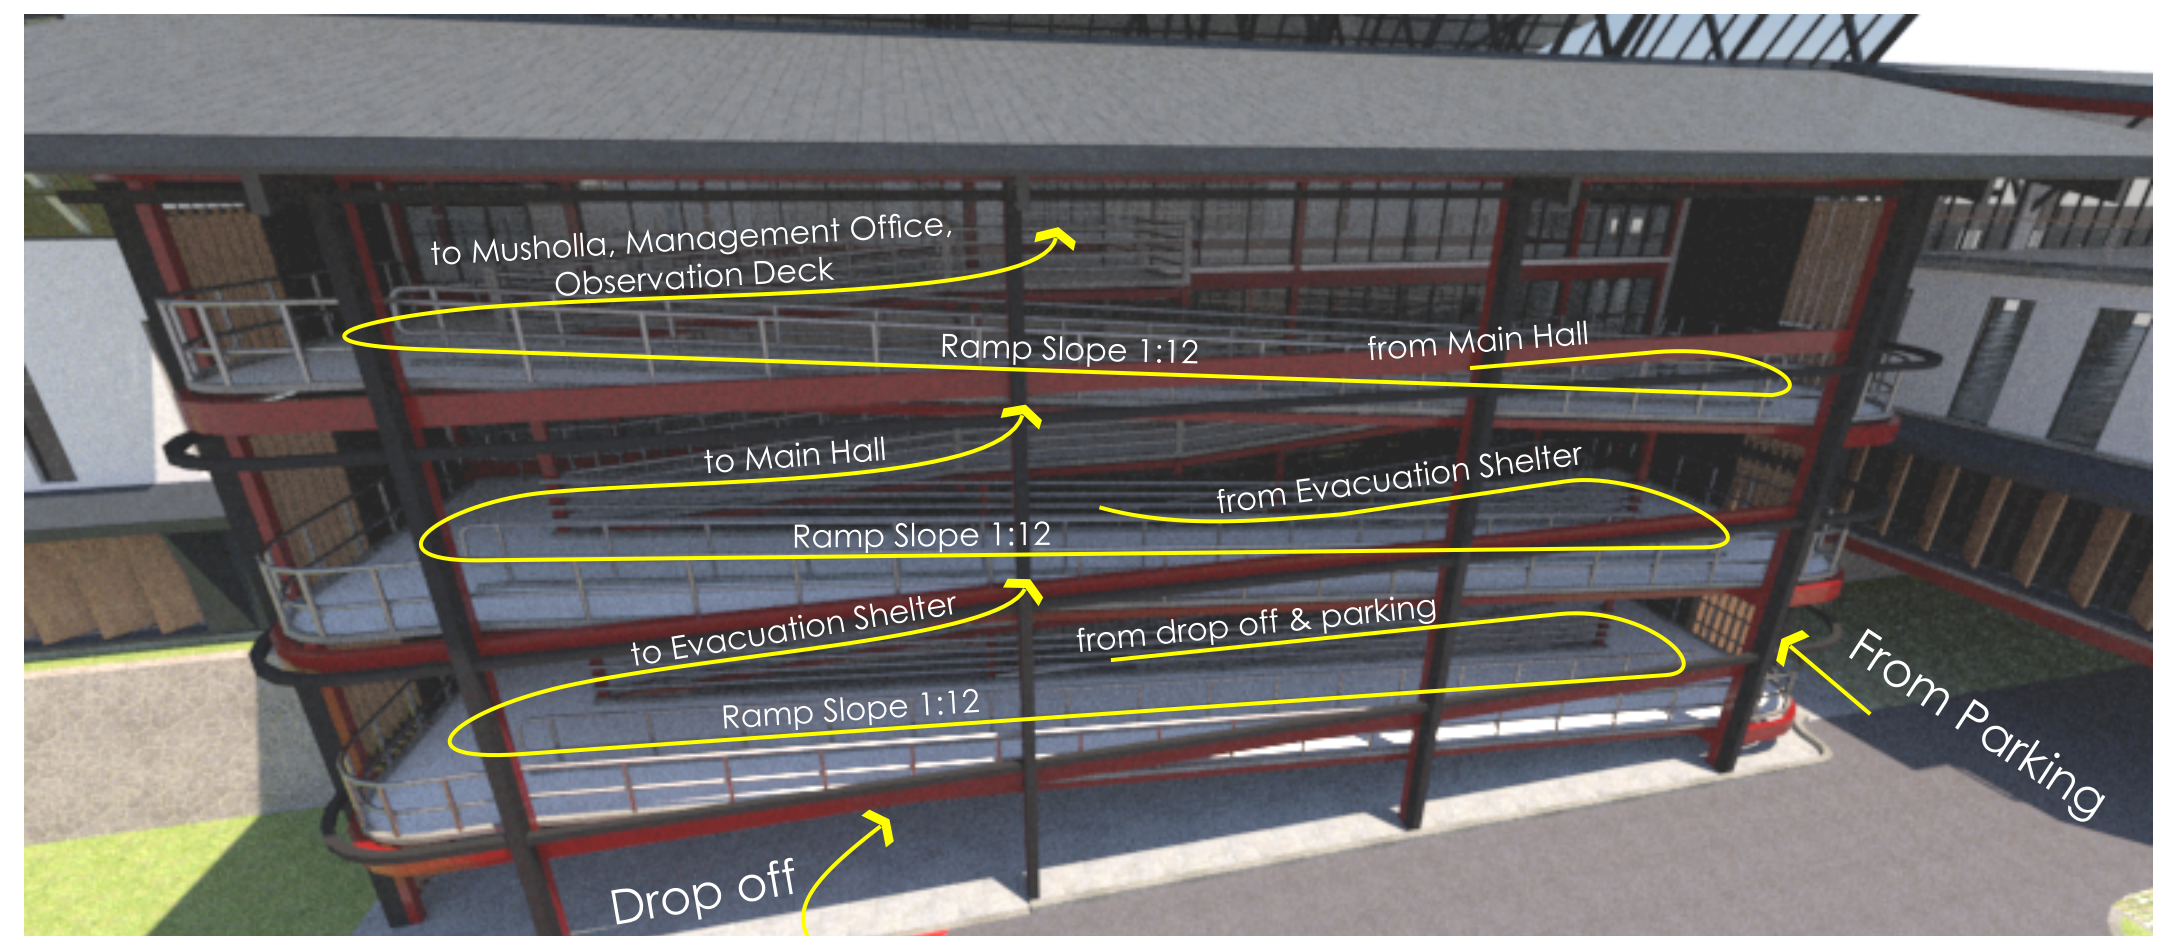 to Musholla, Management Office,
Observation Deck
Ramp Slope 1:12
from Main Hall
to Main Hall
from Evacuation Shelter
Ramp Slope 1:12
to Evacuation Shelter
from drop off & parking
Ramp Slope 1:12
From Parking
Drop off